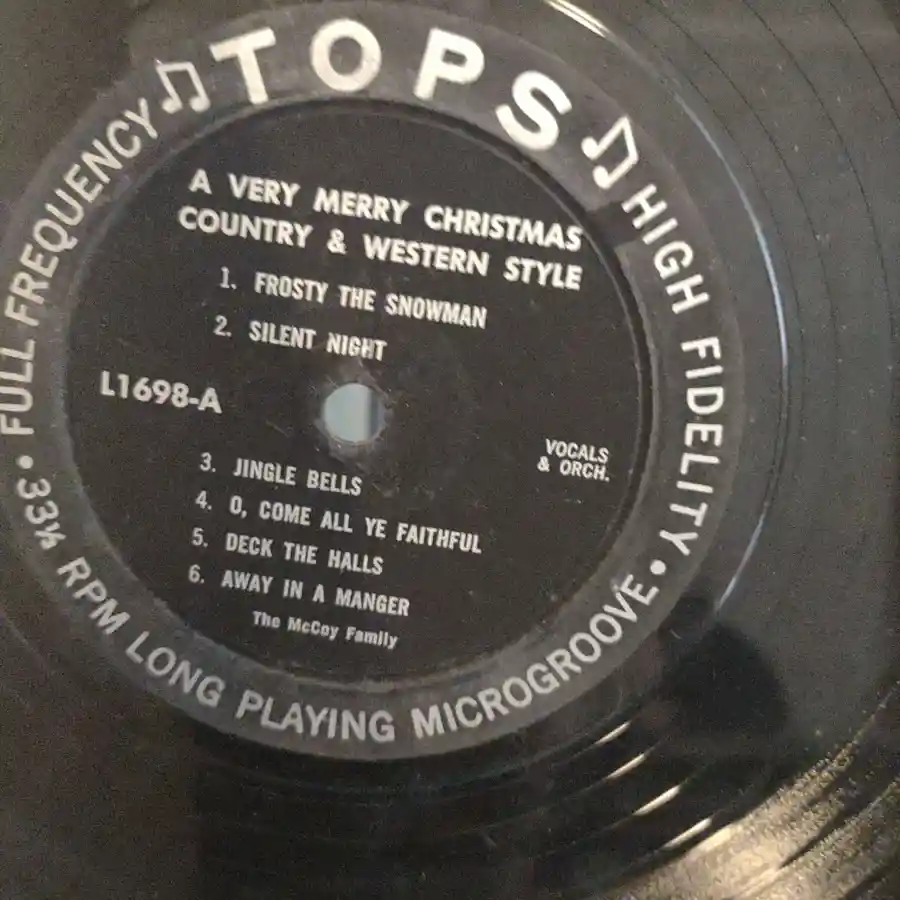 TOPS
HIGH FIDELITY • 33⅓ RPM LONG PLAYING MICROGROOVE • FULL FREQUENCY
A VERY MERRY CHRISTMAS
COUNTRY & WESTERN STYLE
1. FROSTY THE SNOWMAN
2. SILENT NIGHT
L1698-A
VOCALS
& ORCH.
3. JINGLE BELLS
4. O, COME ALL YE FAITHFUL
5. DECK THE HALLS
6. AWAY IN A MANGER
The McCoy Family